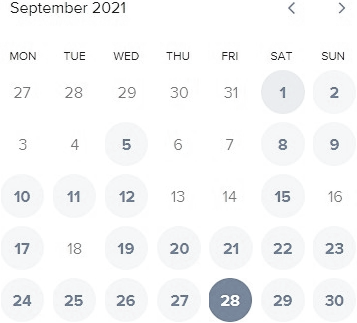 September 2021 < >
MON TUE WED THU FRI SAT SUN
27 28 29 30 31 1 2
3 4 5 6 7 8 9
10 11 12 13 14 15 16
17 18 19 20 21 22 23
24 25 26 27 28 29 30